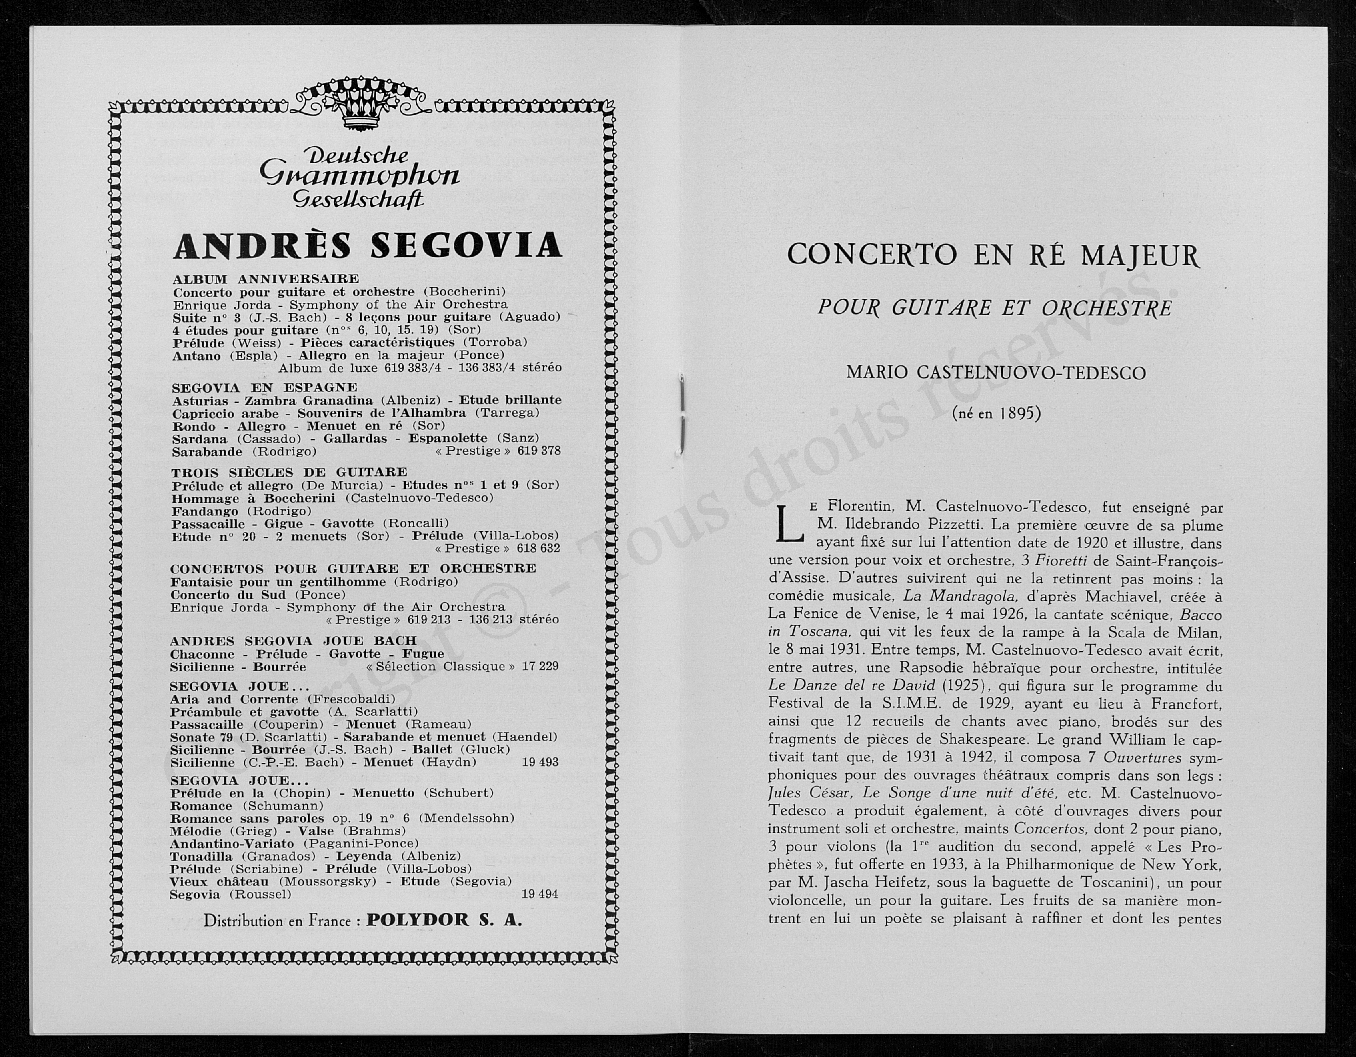 Deutsche
Grammophon
Gesellschaft
ANDRÈS SEGOVIA
ALBUM ANNIVERSAIRE
Concerto pour guitare et orchestre (Boccherini)
Enrique Jorda - Symphony of the Air Orchestra
Suite n° 3 (J.-S. Bach) - 8 leçons pour guitare (Aguado)
4 études pour guitare (nos 6, 10, 15. 19) (Sor)
Prélude (Weiss) - Pièces caractéristiques (Torroba)
Antano (Espla) - Allegro en la majeur (Ponce)
Album de luxe 619 383/4 - 136 383/4 stéréo
SEGOVIA EN ESPAGNE
Asturias - Zambra Granadina (Albeniz) - Etude brillante
Capriccio arabe - Souvenirs de l'Alhambra (Tarrega)
Rondo - Allegro - Menuet en ré (Sor)
Sardana (Cassado) - Gallardas - Espanolette (Sanz)
Sarabande (Rodrigo) « Prestige » 619 378
TROIS SIÈCLES DE GUITARE
Prélude et allegro (De Murcia) - Etudes nos 1 et 9 (Sor)
Hommage à Boccherini (Castelnuovo-Tedesco)
Fandango (Rodrigo)
Passacaille - Gigue - Gavotte (Roncalli)
Etude n° 20 - 2 menuets (Sor) - Prélude (Villa-Lobos)
« Prestige » 618 632
CONCERTOS POUR GUITARE ET ORCHESTRE
Fantaisie pour un gentilhomme (Rodrigo)
Concerto du Sud (Ponce)
Enrique Jorda - Symphony of the Air Orchestra
« Prestige » 619 213 - 136 213 stéréo
ANDRES SEGOVIA JOUE BACH
Chaconne - Prélude - Gavotte - Fugue
Sicilienne - Bourrée « Sélection Classique » 17 229
SEGOVIA JOUE...
Aria and Corrente (Frescobaldi)
Préambule et gavotte (A. Scarlatti)
Passacaille (Couperin) - Menuet (Rameau)
Sonate 79 (D. Scarlatti) - Sarabande et menuet (Haendel)
Sicilienne - Bourrée (J.-S. Bach) - Ballet (Gluck)
Sicilienne (C.-P.-E. Bach) - Menuet (Haydn) 19 493
SEGOVIA JOUE...
Prélude en la (Chopin) - Menuetto (Schubert)
Romance (Schumann)
Romance sans paroles op. 19 n° 6 (Mendelssohn)
Mélodie (Grieg) - Valse (Brahms)
Andantino-Variato (Paganini-Ponce)
Tonadilla (Granados) - Leyenda (Albeniz)
Prélude (Scriabine) - Prélude (Villa-Lobos)
Vieux château (Moussorgsky) - Etude (Segovia)
Segovia (Roussel) 19 494
Distribution en France : POLYDOR S. A.
CONCERTO EN RÉ MAJEUR
POUR GUITARE ET ORCHESTRE
MARIO CASTELNUOVO-TEDESCO
(né en 1895)
LE Florentin, M. Castelnuovo-Tedesco, fut enseigné par
M. Ildebrando Pizzetti. La première œuvre de sa plume
ayant fixé sur lui l'attention date de 1920 et illustre, dans
une version pour voix et orchestre, 3 Fioretti de Saint-François-
d'Assise. D'autres suivirent qui ne la retinrent pas moins : la
comédie musicale, La Mandragola, d'après Machiavel, créée à
La Fenice de Venise, le 4 mai 1926, la cantate scénique, Bacco
in Toscana, qui vit les feux de la rampe à la Scala de Milan,
le 8 mai 1931. Entre temps, M. Castelnuovo-Tedesco avait écrit,
entre autres, une Rapsodie hébraïque pour orchestre, intitulée
Le Danze del re David (1925), qui figura sur le programme du
Festival de la S.I.M.E. de 1929, ayant eu lieu à Francfort,
ainsi que 12 recueils de chants avec piano, brodés sur des
fragments de pièces de Shakespeare. Le grand William le cap-
tivait tant que, de 1931 à 1942, il composa 7 Ouvertures sym-
phoniques pour des ouvrages théâtraux compris dans son legs :
Jules César, Le Songe d'une nuit d'été, etc. M. Castelnuovo-
Tedesco a produit également, à côté d'ouvrages divers pour
instrument soli et orchestre, maints Concertos, dont 2 pour piano,
3 pour violons (la 1re audition du second, appelé « Les Pro-
phètes », fut offerte en 1933, à la Philharmonique de New York,
par M. Jascha Heifetz, sous la baguette de Toscanini), un pour
violoncelle, un pour la guitare. Les fruits de sa manière mon-
trent en lui un poète se plaisant à raffiner et dont les pentes
Copyright © - Tous droits réservés.